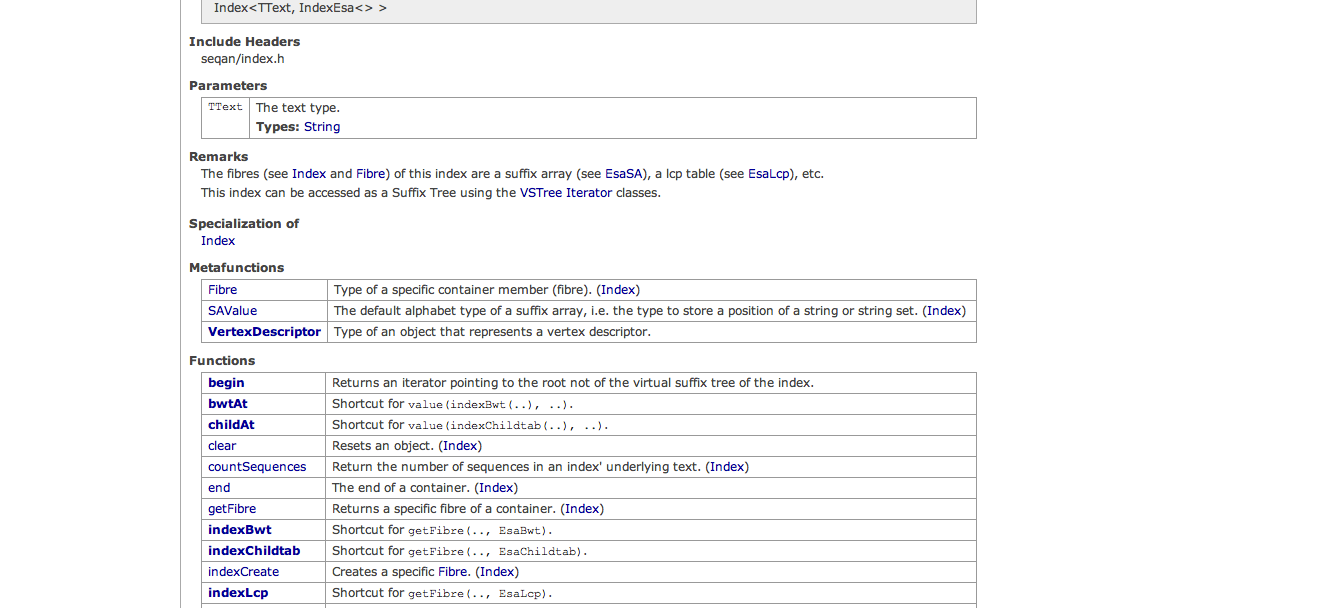 Index<TText, IndexEsa<> >
Include Headers
seqan/index.h
Parameters
TText The text type.
Types: String
Remarks
The fibres (see Index and Fibre) of this index are a suffix array (see EsaSA), a lcp table (see EsaLcp), etc.
This index can be accessed as a Suffix Tree using the VSTree Iterator classes.
Specialization of
Index
Metafunctions
Fibre Type of a specific container member (fibre). (Index)
SAValue The default alphabet type of a suffix array, i.e. the type to store a position of a string or string set. (Index)
VertexDescriptor Type of an object that represents a vertex descriptor.
Functions
begin Returns an iterator pointing to the root not of the virtual suffix tree of the index.
bwtAt Shortcut for value(indexBwt(..), ..).
childAt Shortcut for value(indexChildtab(..), ..).
clear Resets an object. (Index)
countSequences Return the number of sequences in an index' underlying text. (Index)
end The end of a container. (Index)
getFibre Returns a specific fibre of a container. (Index)
indexBwt Shortcut for getFibre(.., EsaBwt).
indexChildtab Shortcut for getFibre(.., EsaChildtab).
indexCreate Creates a specific Fibre. (Index)
indexLcp Shortcut for getFibre(.., EsaLcp).